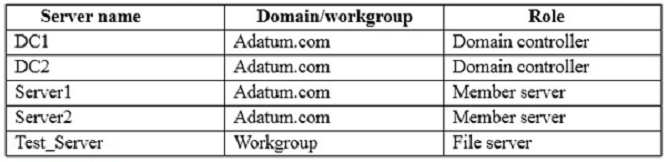 Server name Domain/workgroup Role
DC1 Adatum.com Domain controller
DC2 Adatum.com Domain controller
Server1 Adatum.com Member server
Server2 Adatum.com Member server
Test_Server Workgroup File server